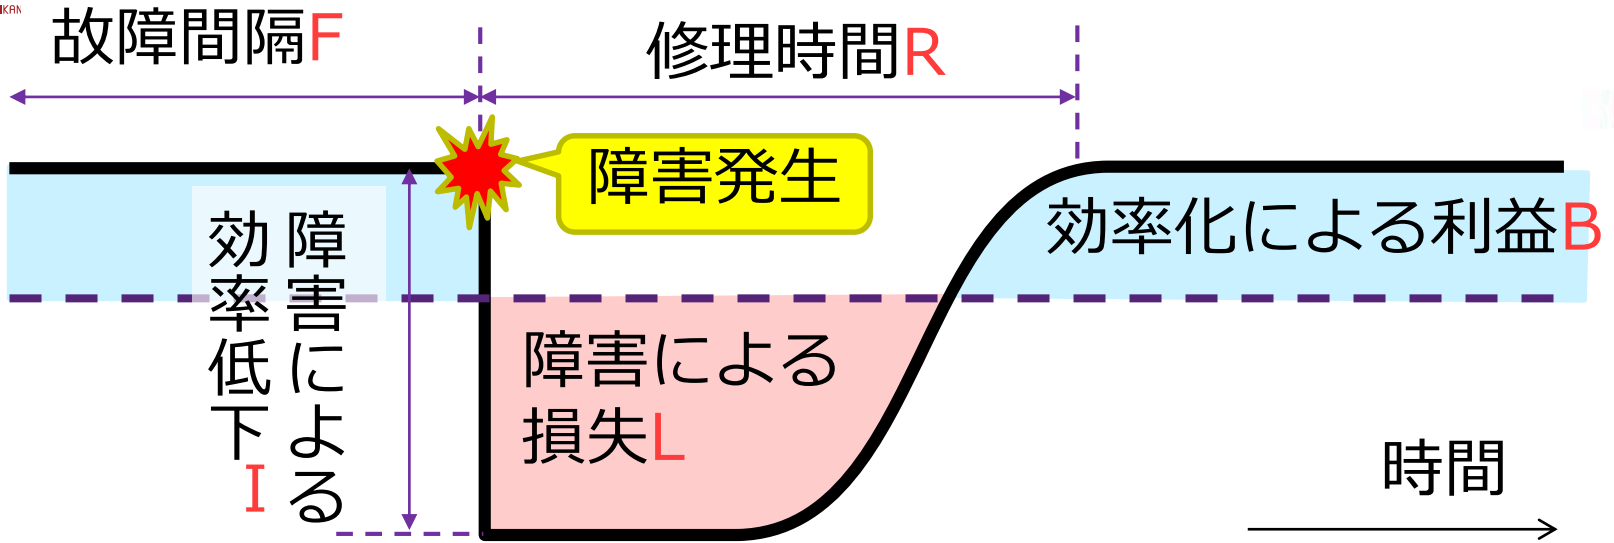 IKAN
故障間隔F
修理時間R
障害発生
効率化による利益B
障害による
効率低下I
障害による
損失L
時間